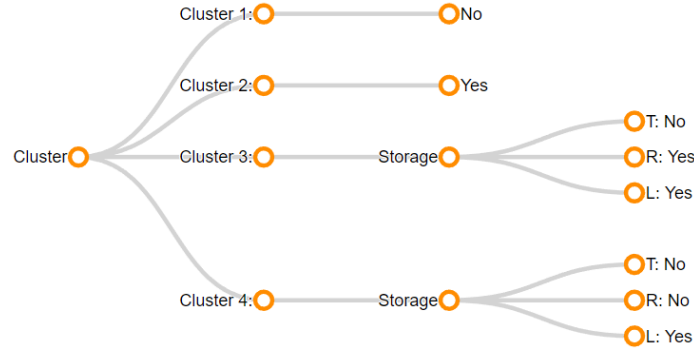 Cluster 1: No
Cluster 2: Yes
T: No
Cluster Cluster 3: Storage R: Yes
L: Yes
T: No
Cluster 4: Storage R: No
L: Yes